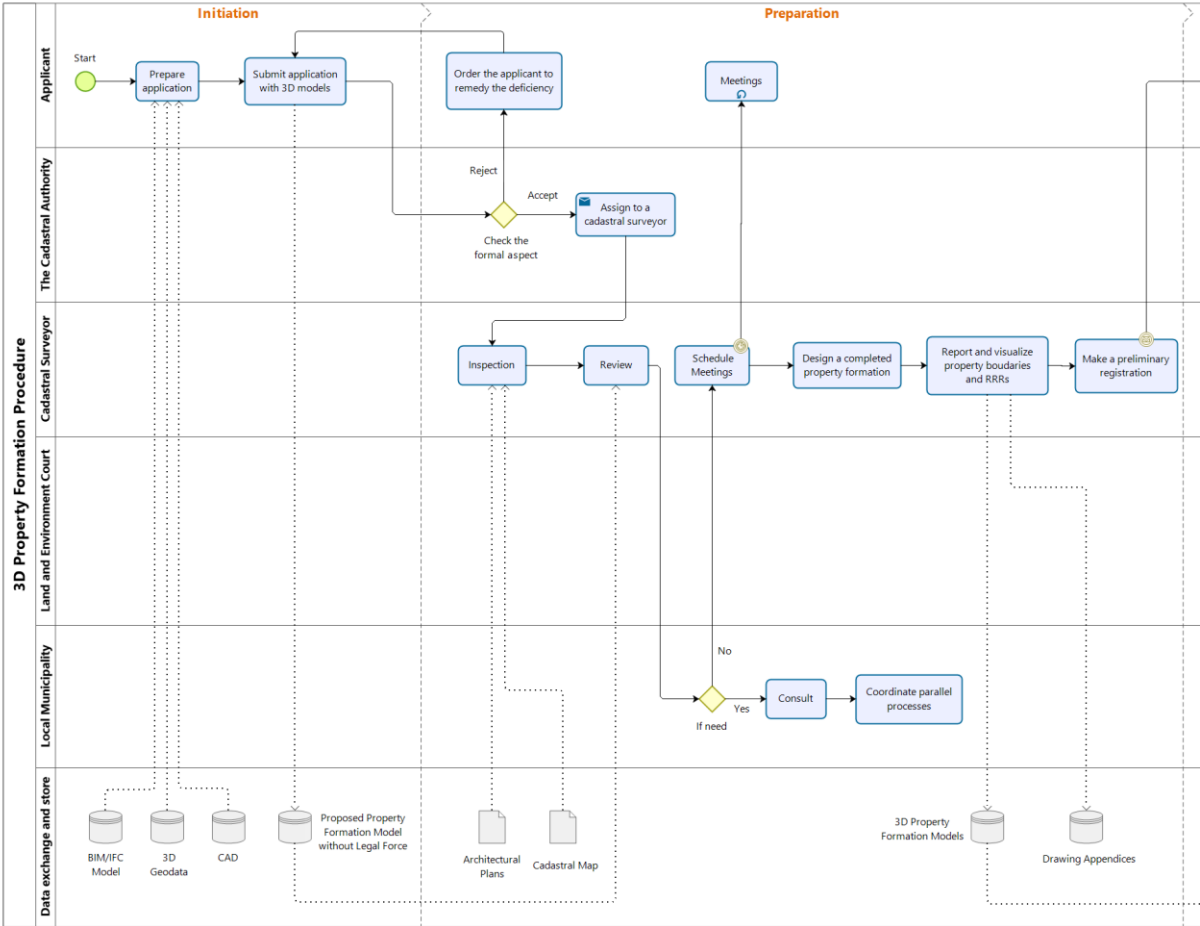 Initiation
Preparation
3D Property Formation Procedure
Applicant
Start
Prepare
application
Submit application
with 3D models
Order the applicant to
remedy the deficiency
Meetings
The Cadastral Authority
Reject
Accept
Check the
formal aspect
Assign to a
cadastral surveyor
Cadastral Surveyor
Inspection
Review
Schedule
Meetings
Design a completed
property formation
Report and visualize
property boudaries
and RRRs
Make a preliminary
registration
Land and Environment Court
Local Municipality
No
Yes
If need
Consult
Coordinate parallel
processes
Data exchange and store
BIM/IFC
Model
3D
Geodata
CAD
Proposed Property
Formation Model
without Legal Force
Architectural
Plans
Cadastral Map
3D Property
Formation Models
Drawing Appendices